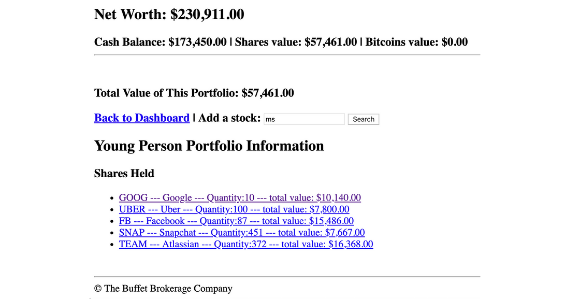 Net Worth: $230,911.00
Cash Balance: $173,450.00 | Shares value: $57,461.00 | Bitcoins value: $0.00
Total Value of This Portfolio: $57,461.00
Back to Dashboard | Add a stock: ms Search
Young Person Portfolio Information
Shares Held
GOOG --- Google --- Quantity:10 --- total value: $10,140.00
UBER --- Uber --- Quantity:100 --- total value: $7,800.00
FB --- Facebook --- Quantity:87 --- total value: $15,486.00
SNAP --- Snapchat --- Quantity:451 --- total value: $7,667.00
TEAM --- Atlassian --- Quantity:372 --- total value: $16,368.00
© The Buffet Brokerage Company